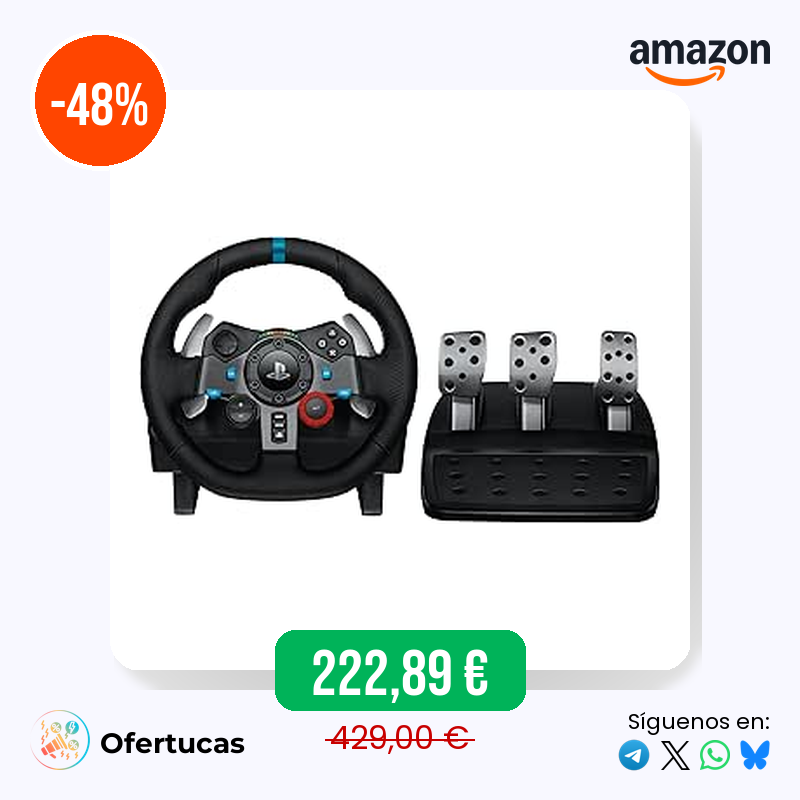 -48%
amazon
222,89 €
429,00 €
Ofertucas
Síguenos en: